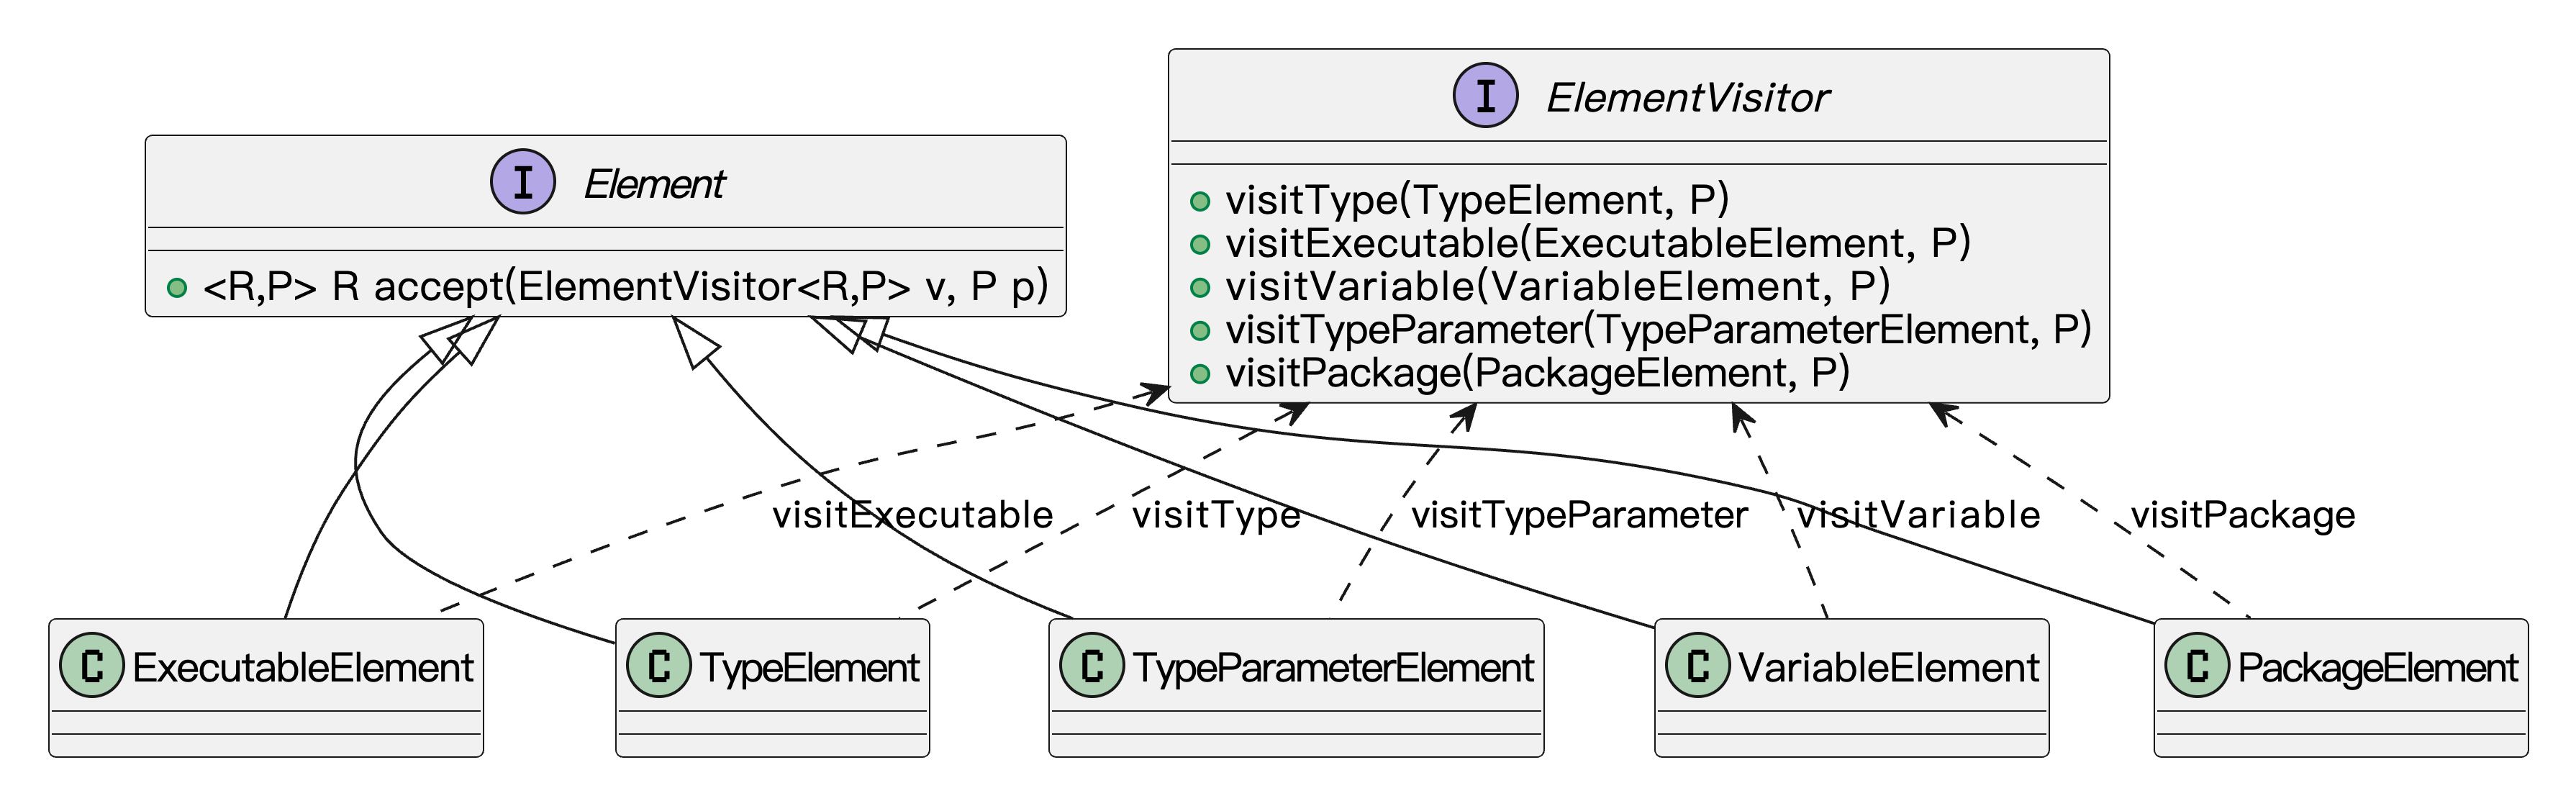 I Element
<R,P> R accept(ElementVisitor<R,P> v, P p)
I ElementVisitor
visitType(TypeElement, P)
visitExecutable(ExecutableElement, P)
visitVariable(VariableElement, P)
visitTypeParameter(TypeParameterElement, P)
visitPackage(PackageElement, P)
visitExecutable
visitType
visitTypeParameter
visitVariable
visitPackage
C ExecutableElement
C TypeElement
C TypeParameterElement
C VariableElement
C PackageElement